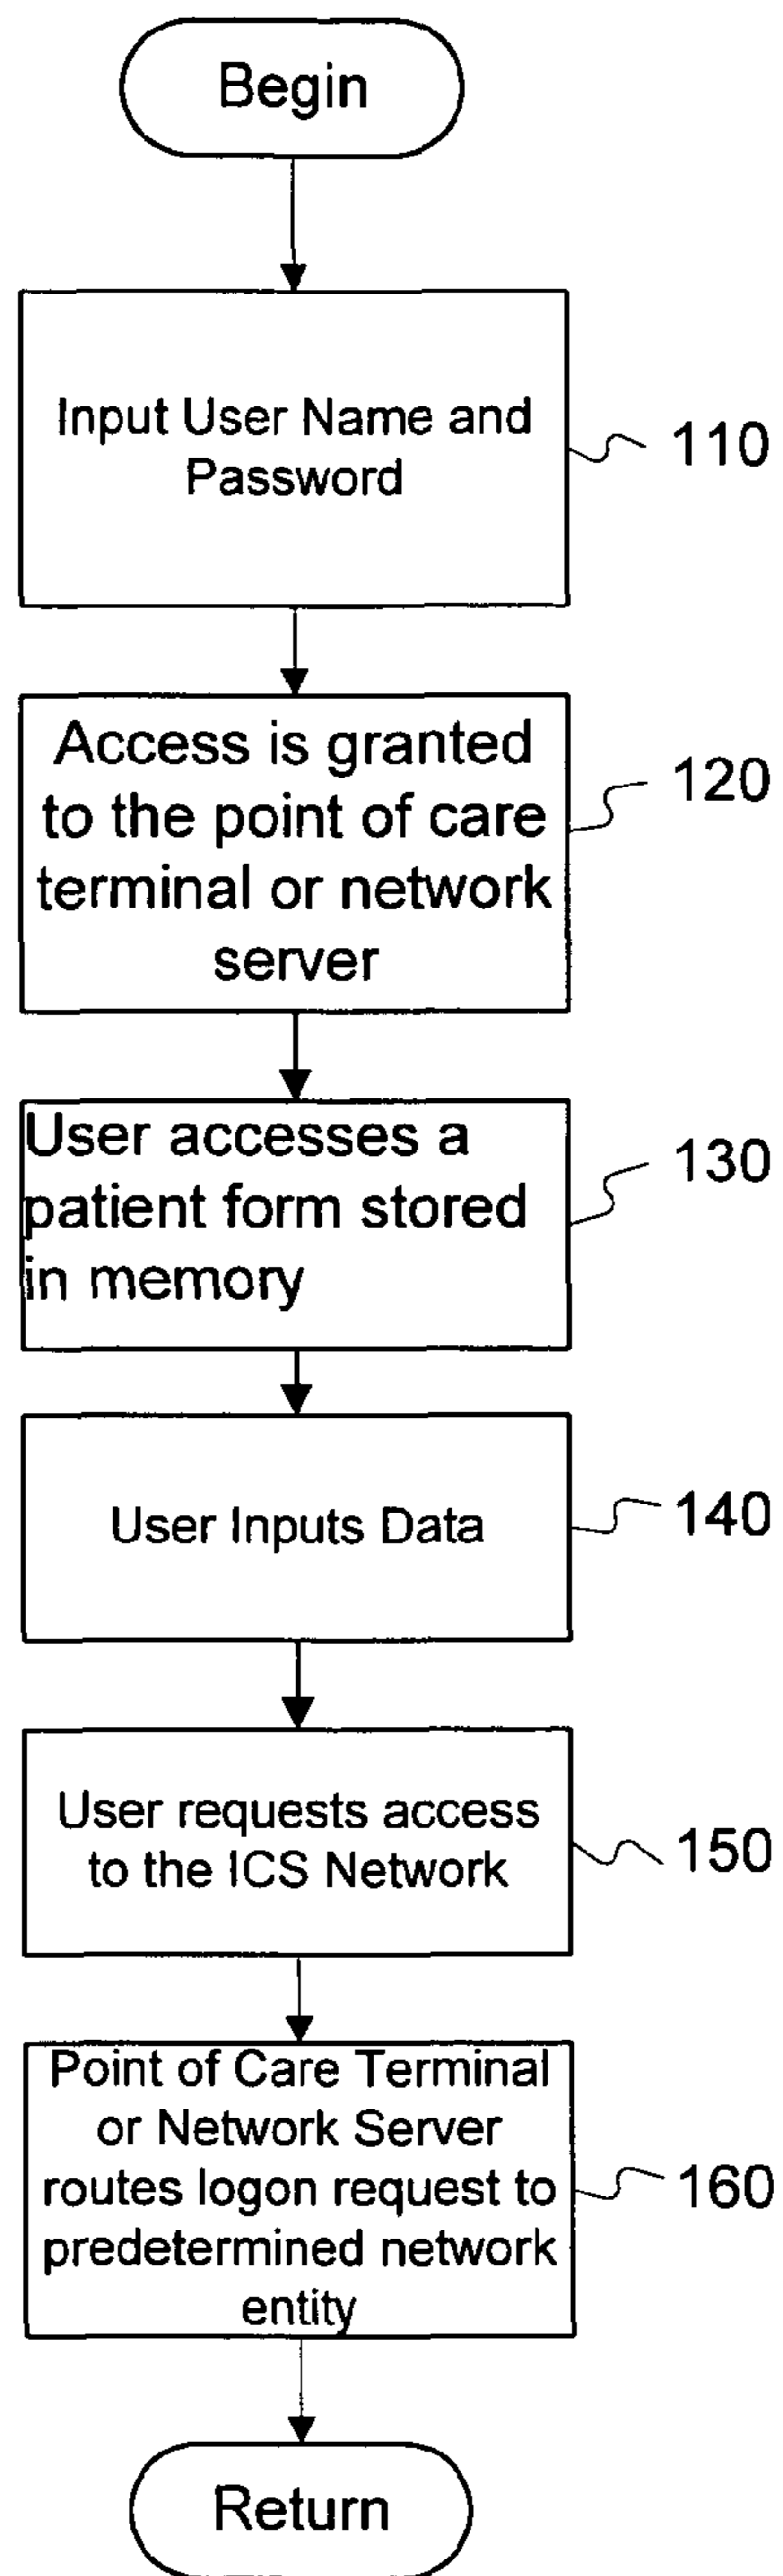 Begin
Input User Name and
Password
110
Access is granted
to the point of care
terminal or network
server
120
User accesses a
patient form stored
in memory
130
User Inputs Data
140
User requests access
to the ICS Network
150
Point of Care Terminal
or Network Server
routes logon request to
predetermined network
entity
160
Return